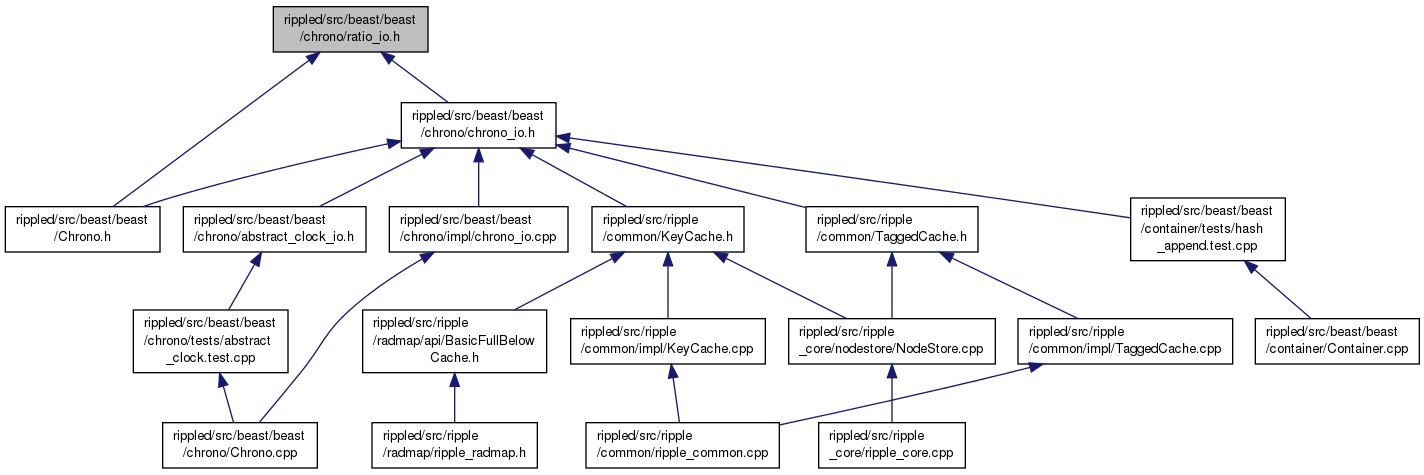 rippled/src/beast/beast
/chrono/ratio_io.h
rippled/src/beast/beast
/chrono/chrono_io.h
rippled/src/beast/beast
/Chrono.h
rippled/src/beast/beast
/chrono/abstract_clock_io.h
rippled/src/beast/beast
/chrono/impl/chrono_io.cpp
rippled/src/ripple
/common/KeyCache.h
rippled/src/ripple
/common/TaggedCache.h
rippled/src/beast/beast
/container/tests/hash
_append.test.cpp
rippled/src/beast/beast
/chrono/tests/abstract
_clock.test.cpp
rippled/src/ripple
/radmap/api/BasicFullBelow
Cache.h
rippled/src/ripple
/common/impl/KeyCache.cpp
rippled/src/ripple
_core/nodestore/NodeStore.cpp
rippled/src/ripple
/common/impl/TaggedCache.cpp
rippled/src/beast/beast
/container/Container.cpp
rippled/src/beast/beast
/chrono/Chrono.cpp
rippled/src/ripple
/radmap/ripple_radmap.h
rippled/src/ripple
/common/ripple_common.cpp
rippled/src/ripple
_core/ripple_core.cpp